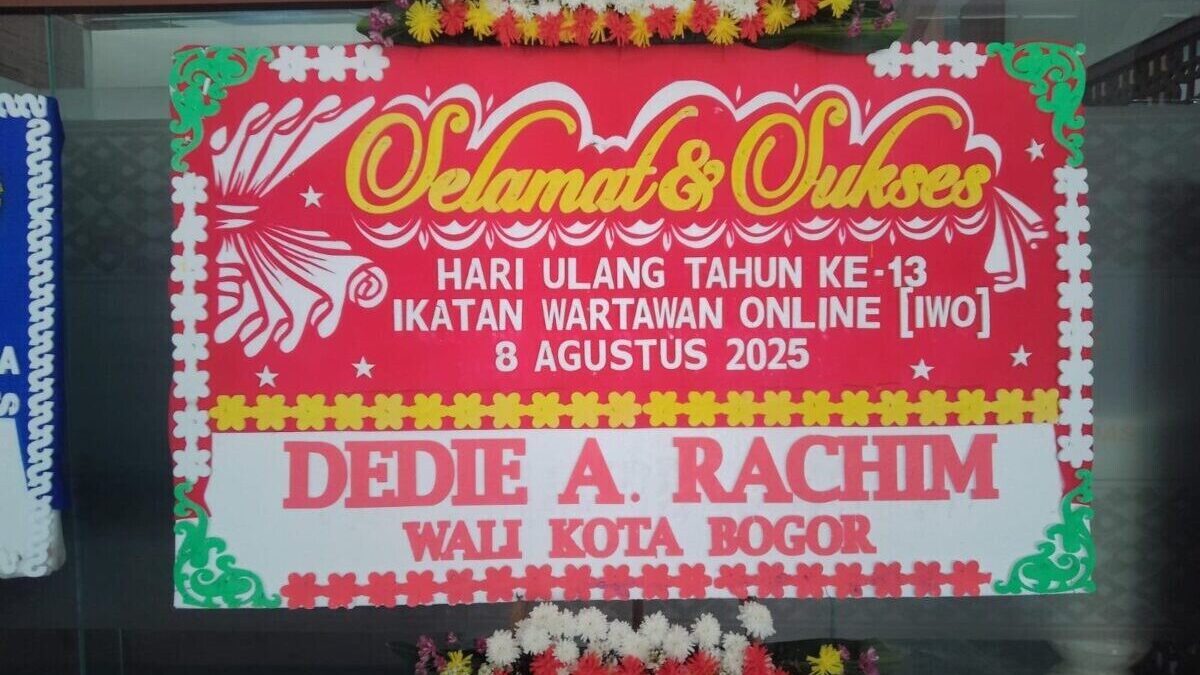 Selamat & Sukses
HARI ULANG TAHUN KE-13
IKATAN WARTAWAN ONLINE [IWO]
8 AGUSTUS 2025
DEDIE A. RACHIM
WALI KOTA BOGOR
A
S